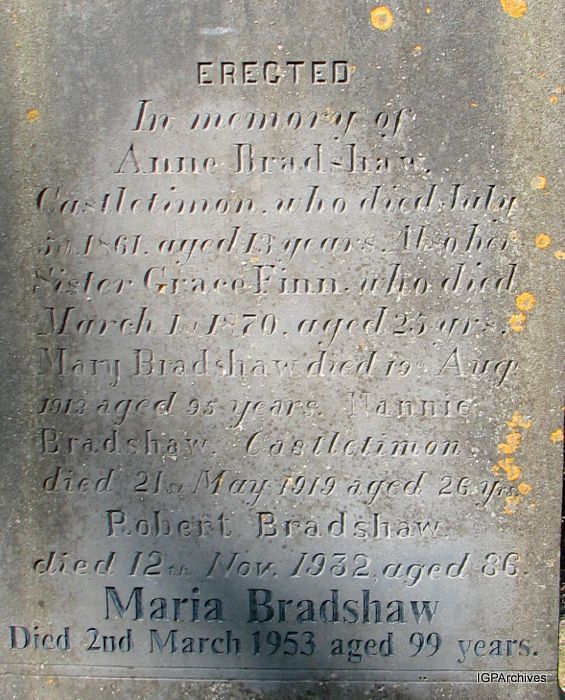 ERECTED
In memory of
Anne Bradshaw,
Castletimon, who died July
5th 1861, aged 13 years. Also her
Sister Grace Finn, who died
March 1st 1870, aged 25 yrs.
Mary Bradshaw died 19th Aug.
1913 aged 95 years. Nannie
Bradshaw, Castletimon,
died 21st May 1919 aged 26 yrs.
Robert Bradshaw,
died 12th Nov. 1932, aged 86.
Maria Bradshaw
Died 2nd March 1953 aged 99 years.
IGPArchives